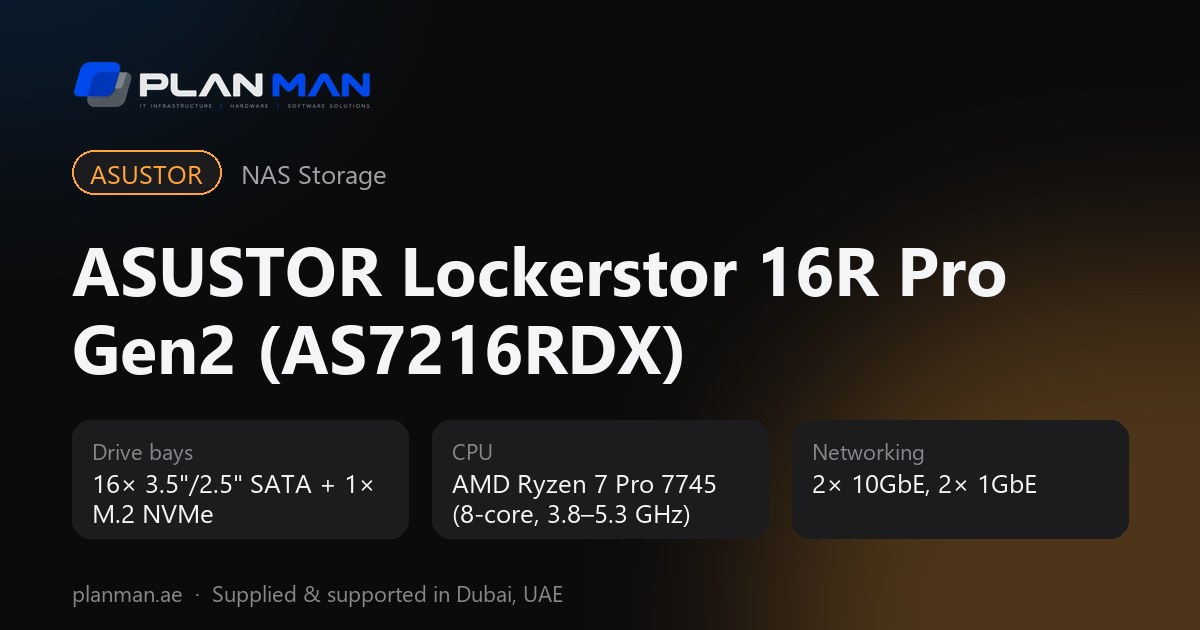 PLAN MAN
IT INFRASTRUCTURE | HARDWARE | SOFTWARE SOLUTIONS
ASUSTOR NAS Storage
ASUSTOR Lockerstor 16R Pro
Gen2 (AS7216RDX)
Drive bays
16× 3.5"/2.5" SATA + 1×
M.2 NVMe
CPU
AMD Ryzen 7 Pro 7745
(8-core, 3.8–5.3 GHz)
Networking
2× 10GbE, 2× 1GbE
planman.ae · Supplied & supported in Dubai, UAE